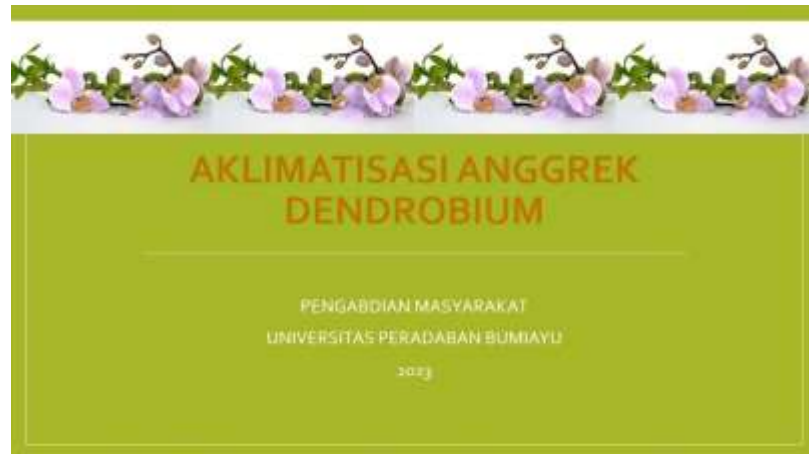 AKLIMATISASI ANGGREK
DENDROBIUM
PENGABDIAN MASYARAKAT
UNIVERSITAS PERADABAN BUMIAYU
2023